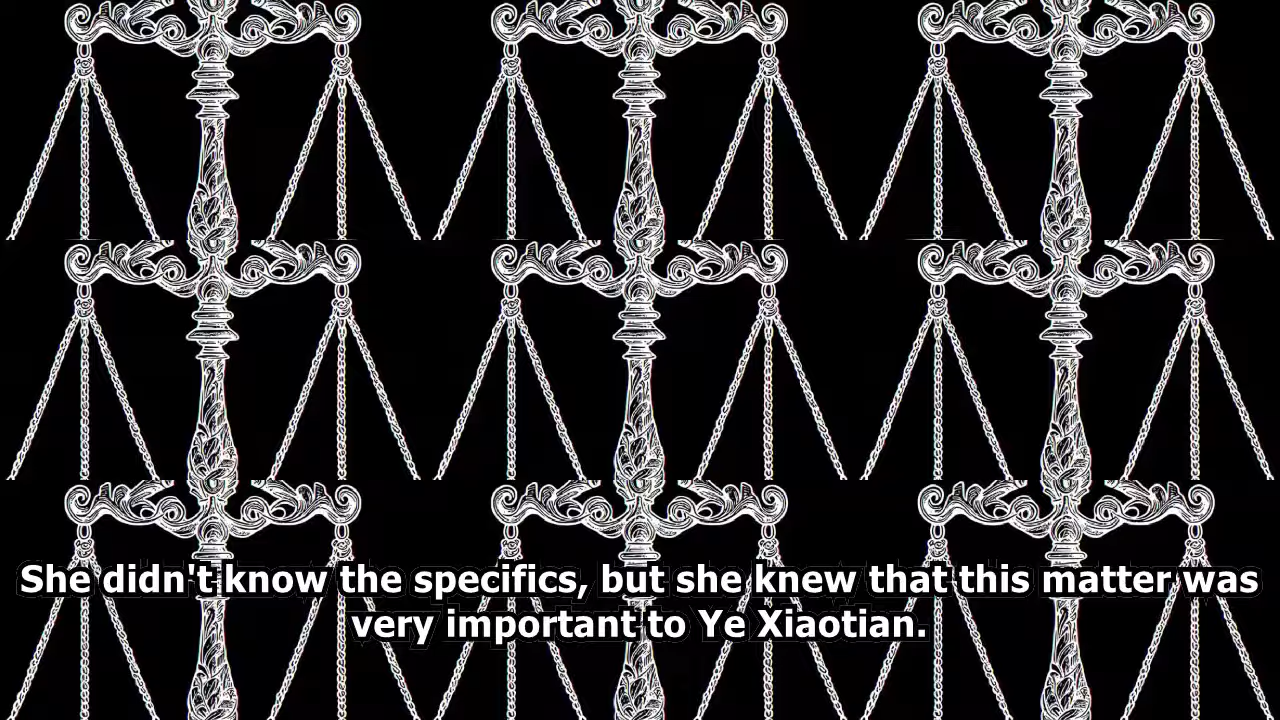 She didn't know the specifics, but she knew that this matter was
very important to Ye Xiaotian.